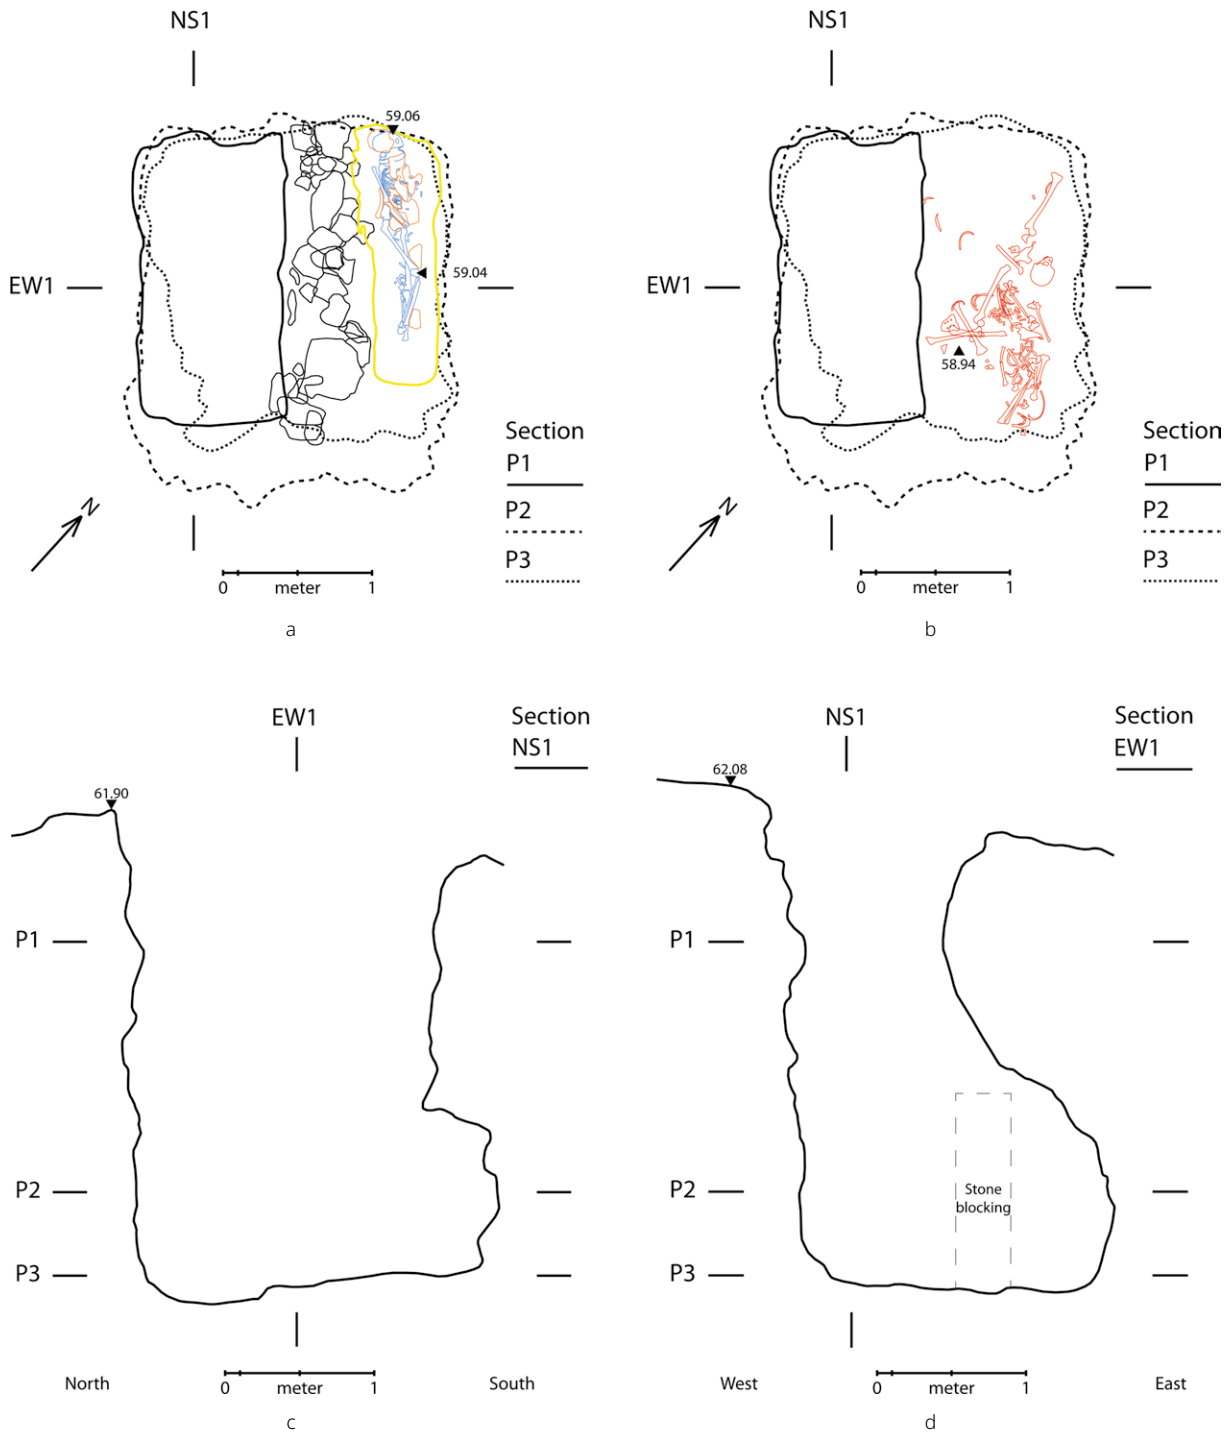 NS1
59.06
EW1
59.04
Section
P1
P2
P3
N
0 meter 1
a
NS1
EW1
58.94
Section
P1
P2
P3
N
0 meter 1
b
EW1
Section
NS1
61.90
P1
P2
P3
North
0 meter 1
South
c
NS1
Section
EW1
62.08
P1
P2
Stone
blocking
P3
West
0 meter 1
East
d